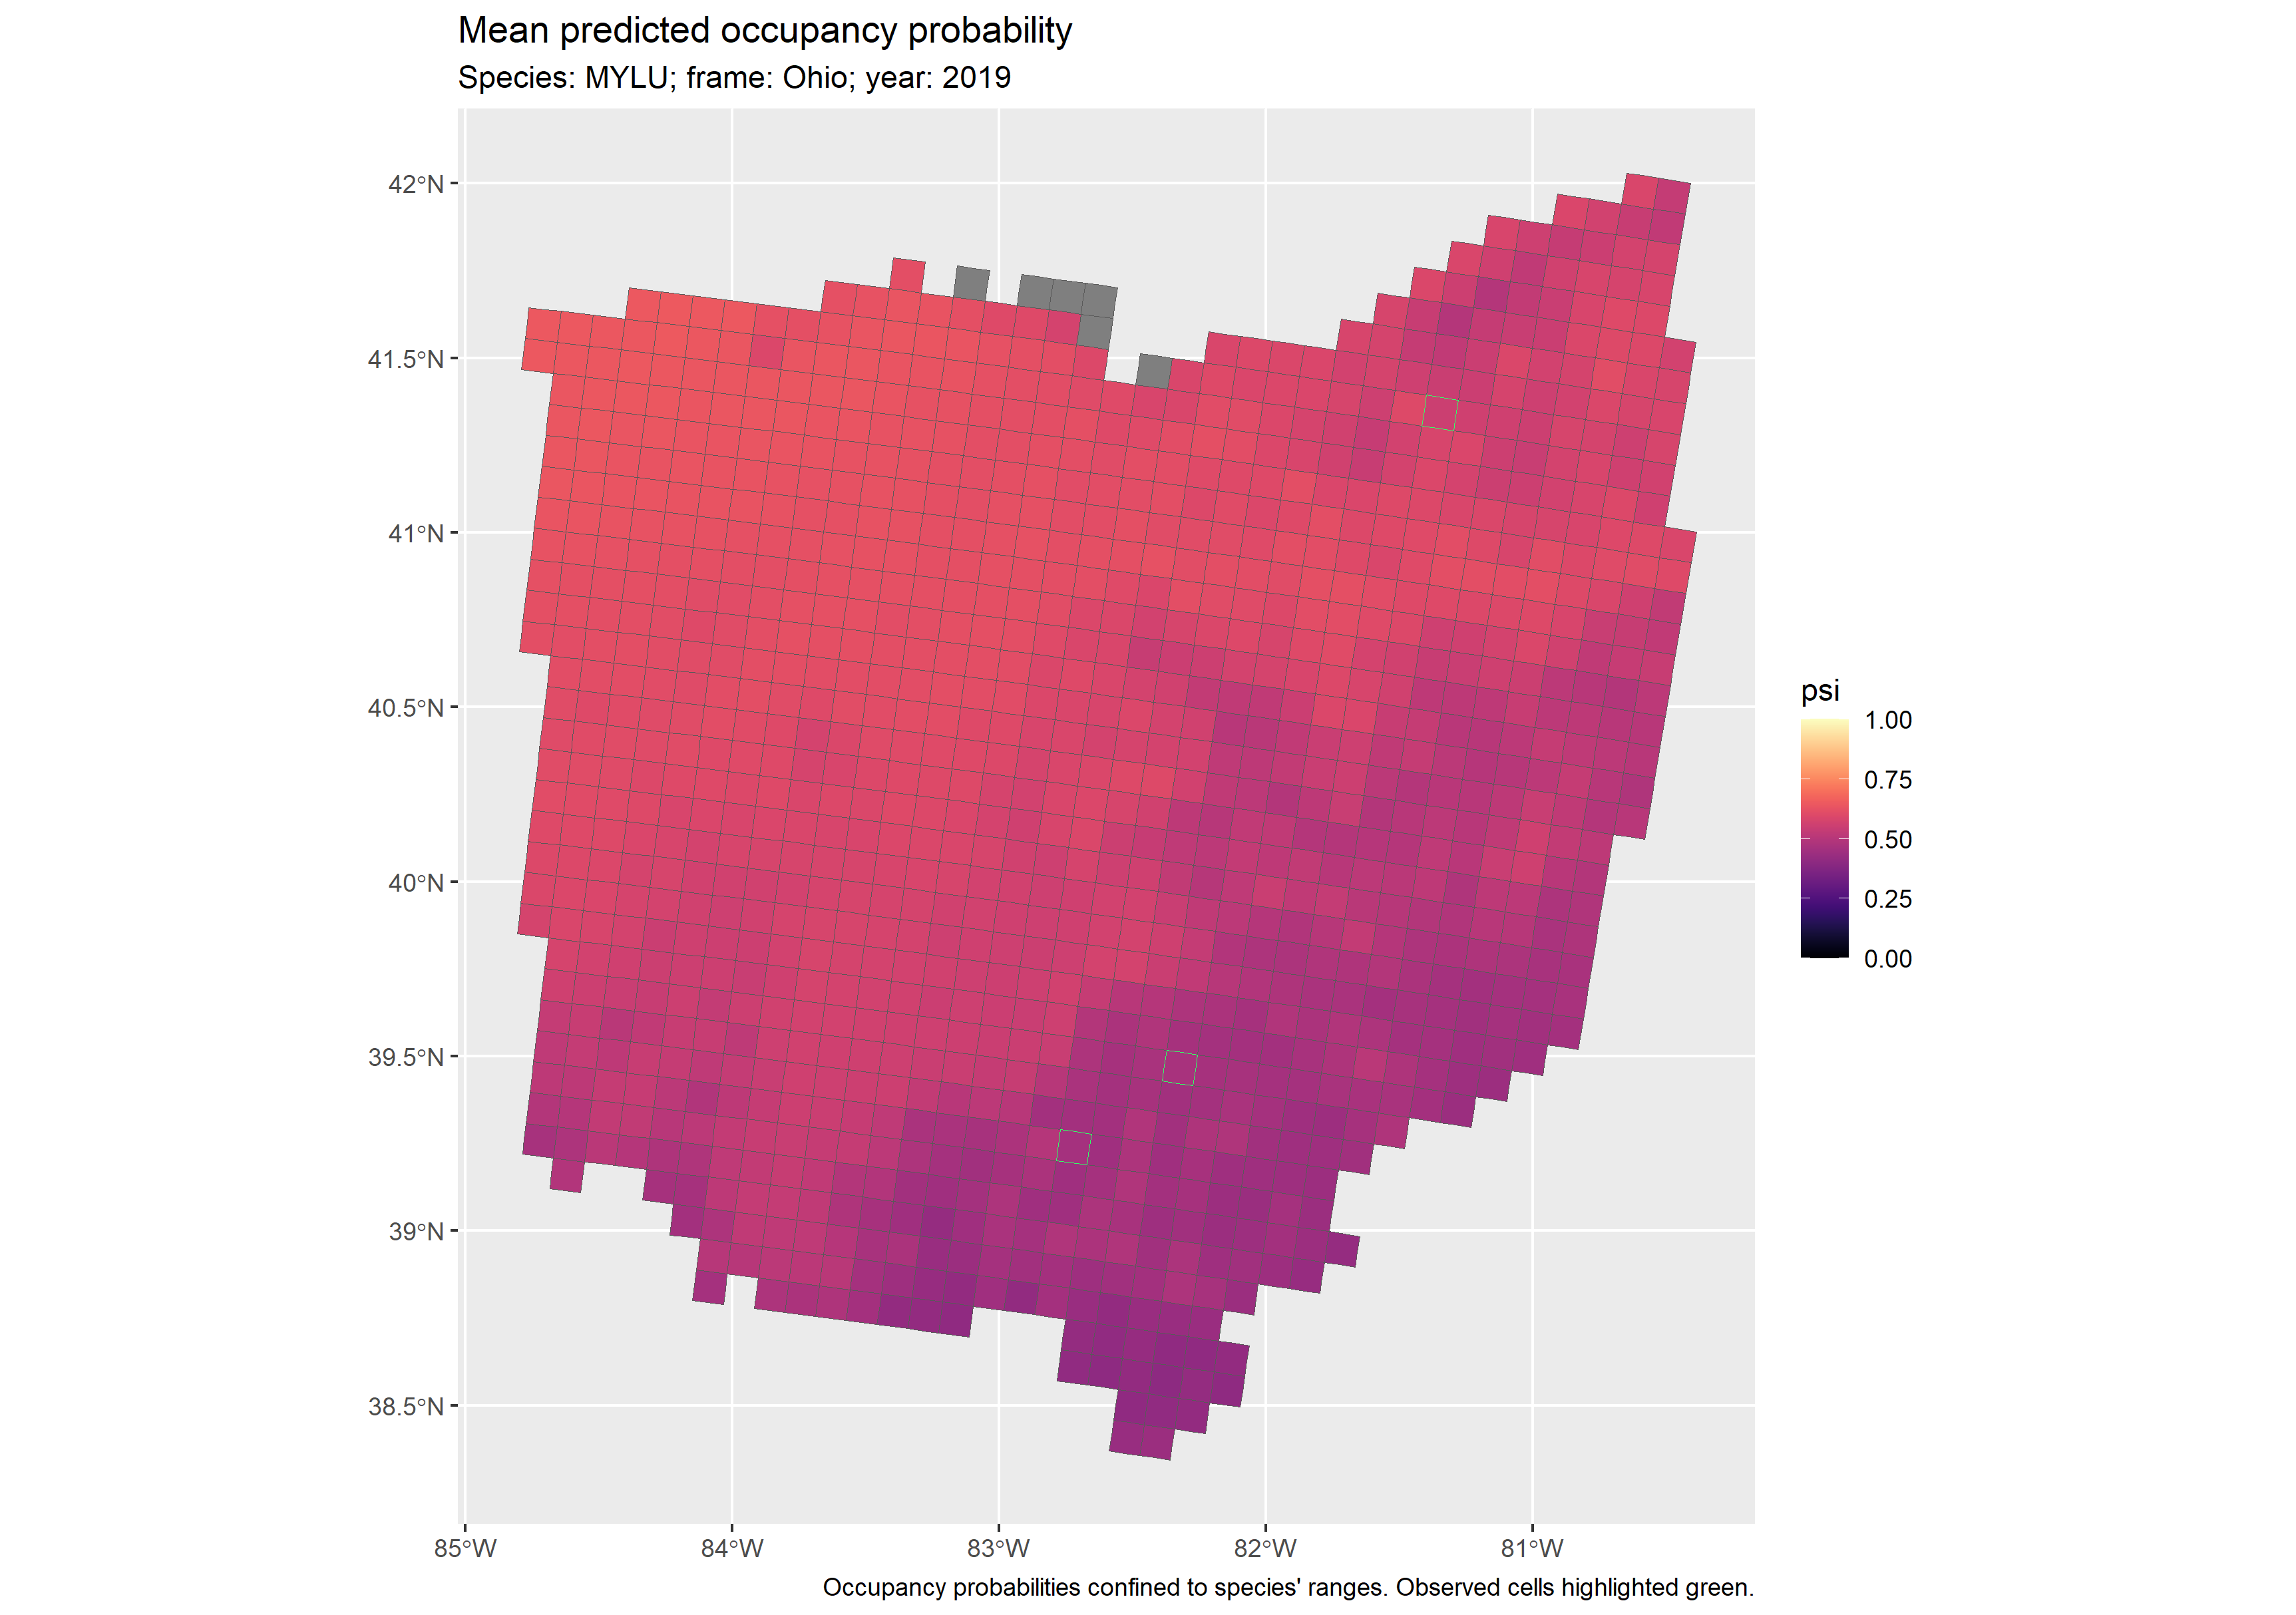 Mean predicted occupancy probability
Species: MYLU; frame: Ohio; year: 2019
42°N
41.5°N
41°N
40.5°N
40°N
39.5°N
39°N
38.5°N
85°W
84°W
83°W
82°W
81°W
psi
1.00
0.75
0.50
0.25
0.00
Occupancy probabilities confined to species' ranges. Observed cells highlighted green.